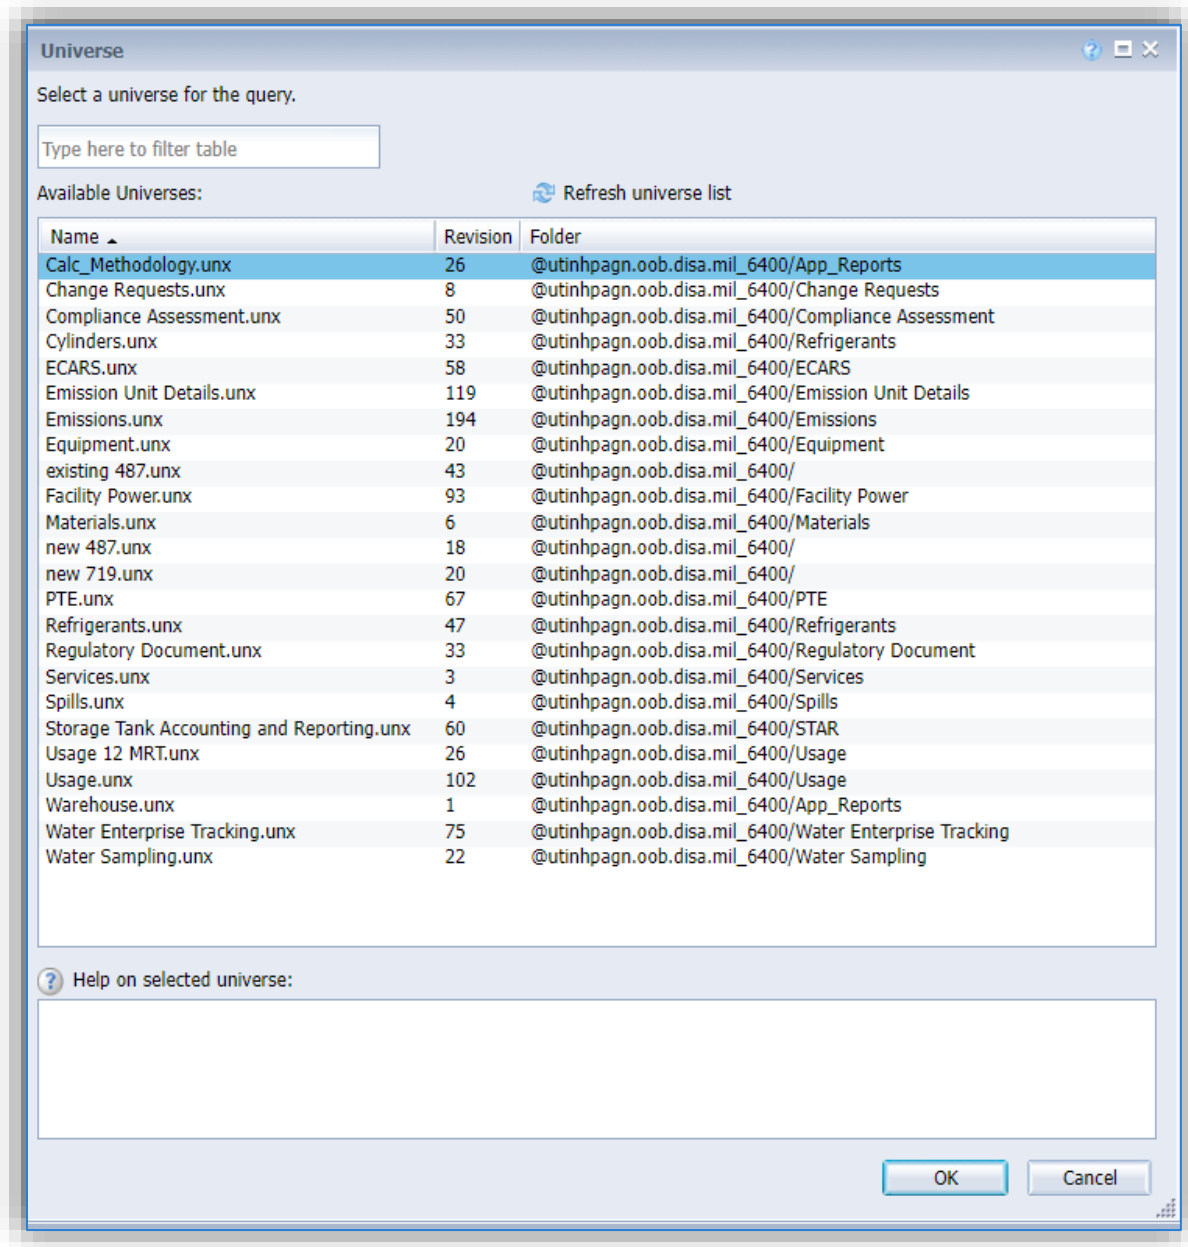 Universe
Select a universe for the query.
Type here to filter table
Available Universes: Refresh universe list
Name Revision Folder
Calc_Methodology.unx 26 @utinhpagn.oob.disa.mil_6400/App_Reports
Change Requests.unx 8 @utinhpagn.oob.disa.mil_6400/Change Requests
Compliance Assessment.unx 50 @utinhpagn.oob.disa.mil_6400/Compliance Assessment
Cylinders.unx 33 @utinhpagn.oob.disa.mil_6400/Refrigerants
ECARS.unx 58 @utinhpagn.oob.disa.mil_6400/ECARS
Emission Unit Details.unx 119 @utinhpagn.oob.disa.mil_6400/Emission Unit Details
Emissions.unx 194 @utinhpagn.oob.disa.mil_6400/Emissions
Equipment.unx 20 @utinhpagn.oob.disa.mil_6400/Equipment
existing 487.unx 43 @utinhpagn.oob.disa.mil_6400/
Facility Power.unx 93 @utinhpagn.oob.disa.mil_6400/Facility Power
Materials.unx 6 @utinhpagn.oob.disa.mil_6400/Materials
new 487.unx 18 @utinhpagn.oob.disa.mil_6400/
new 719.unx 20 @utinhpagn.oob.disa.mil_6400/
PTE.unx 67 @utinhpagn.oob.disa.mil_6400/PTE
Refrigerants.unx 47 @utinhpagn.oob.disa.mil_6400/Refrigerants
Regulatory Document.unx 33 @utinhpagn.oob.disa.mil_6400/Regulatory Document
Services.unx 3 @utinhpagn.oob.disa.mil_6400/Services
Spills.unx 4 @utinhpagn.oob.disa.mil_6400/Spills
Storage Tank Accounting and Reporting.unx 60 @utinhpagn.oob.disa.mil_6400/STAR
Usage 12 MRT.unx 26 @utinhpagn.oob.disa.mil_6400/Usage
Usage.unx 102 @utinhpagn.oob.disa.mil_6400/Usage
Warehouse.unx 1 @utinhpagn.oob.disa.mil_6400/App_Reports
Water Enterprise Tracking.unx 75 @utinhpagn.oob.disa.mil_6400/Water Enterprise Tracking
Water Sampling.unx 22 @utinhpagn.oob.disa.mil_6400/Water Sampling
Help on selected universe:
OK Cancel